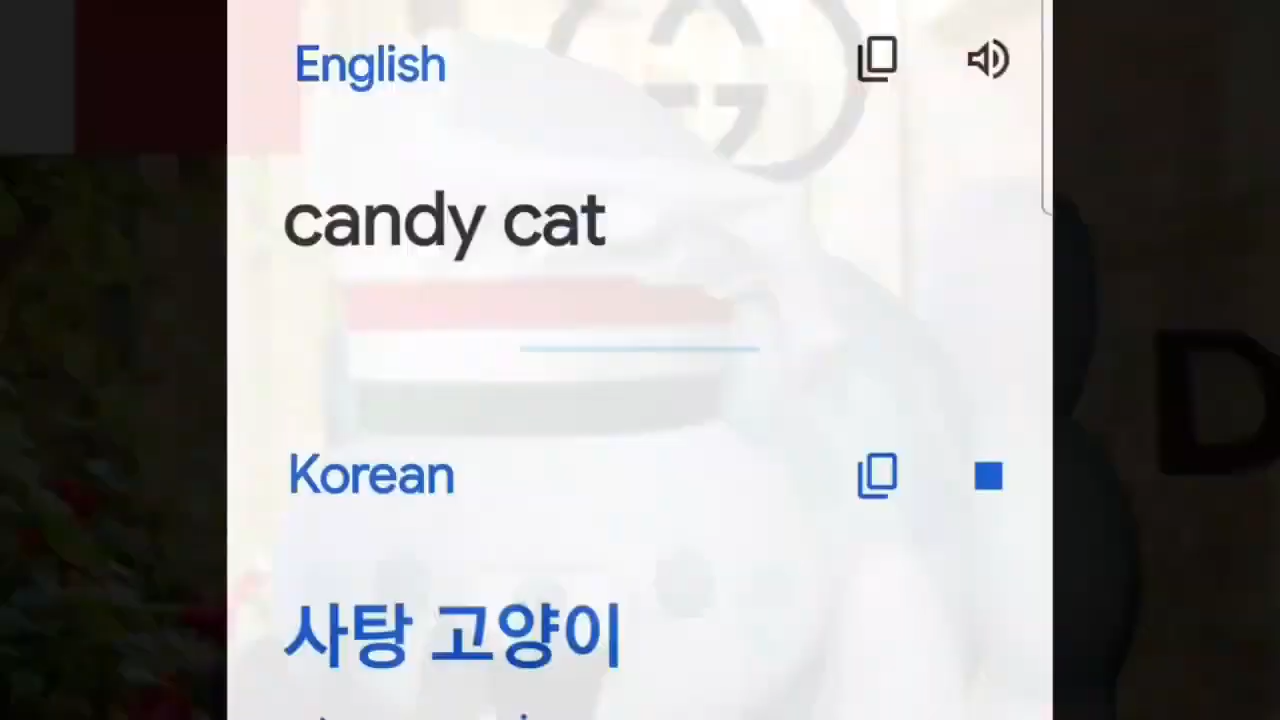 English
candy cat
Korean
사탕 고양이
D